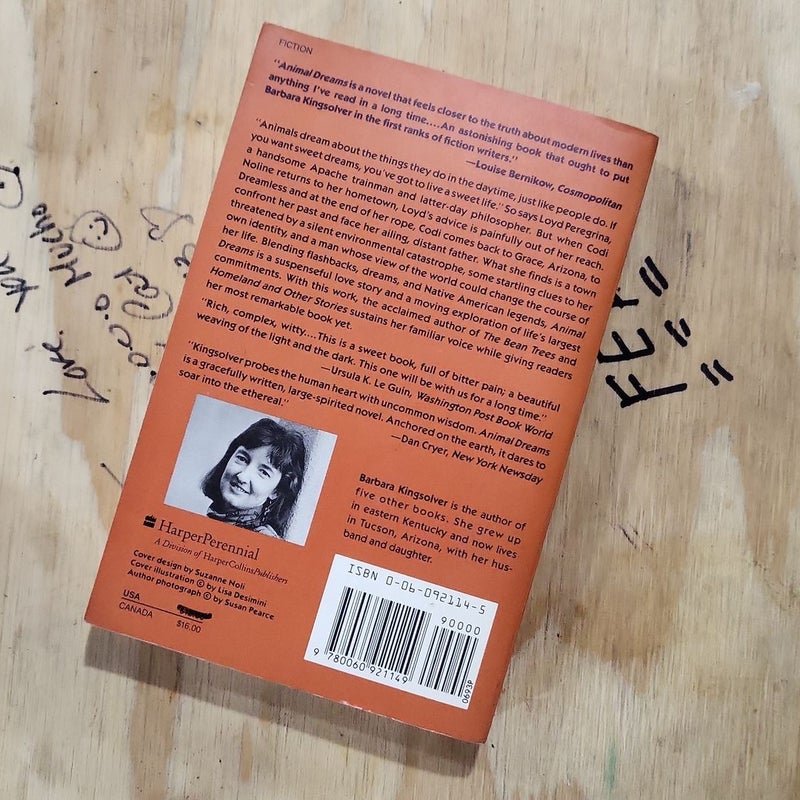 FICTION
"Animal Dreams is a novel that feels closer to the truth about modern lives than
anything I've read in a long time....An astonishing book that ought to put
Barbara Kingsolver in the first ranks of fiction writers."
—Louise Bernikow, Cosmopolitan
"Animals dream about the things they do in the daytime, just like people do. If
you want sweet dreams, you've got to live a sweet life." So says Loyd Peregrina,
a handsome Apache trainman and latter-day philosopher. But when Codi
Noline returns to her hometown, Loyd's advice is painfully out of her reach.
Dreamless and at the end of her rope, Codi comes back to Grace, Arizona, to
confront her past and face her ailing, distant father. What she finds is a town
threatened by a silent environmental catastrophe, some startling clues to her
own identity, and a man whose view of the world could change the course of
her life. Blending flashbacks, dreams, and Native American legends, Animal
Dreams is a suspenseful love story and a moving exploration of life's largest
commitments. With this work, the acclaimed author of The Bean Trees and
Homeland and Other Stories sustains her familiar voice while giving readers
her most remarkable book yet.
"Rich, complex, witty....This is a sweet book, full of bitter pain; a beautiful
weaving of the light and the dark. This one will be with us for a long time."
—Ursula K. Le Guin, Washington Post Book World
"Kingsolver probes the human heart with uncommon wisdom. Animal Dreams
is a gracefully written, large-spirited novel. Anchored on the earth, it dares to
soar into the ethereal."
—Dan Cryer, New York Newsday
Barbara Kingsolver is the author of
five other books. She grew up
in eastern Kentucky and now lives
in Tucson, Arizona, with her hus-
band and daughter.
HarperPerennial
A Division of HarperCollinsPublishers
Cover design by Suzanne Noli
Cover illustration © by Lisa Desimini
Author photograph © by Susan Pearce
USA
CANADA $16.00
ISBN 0-06-092114-5
90000
9 780060 921149
0693P
Love. you
Mucho